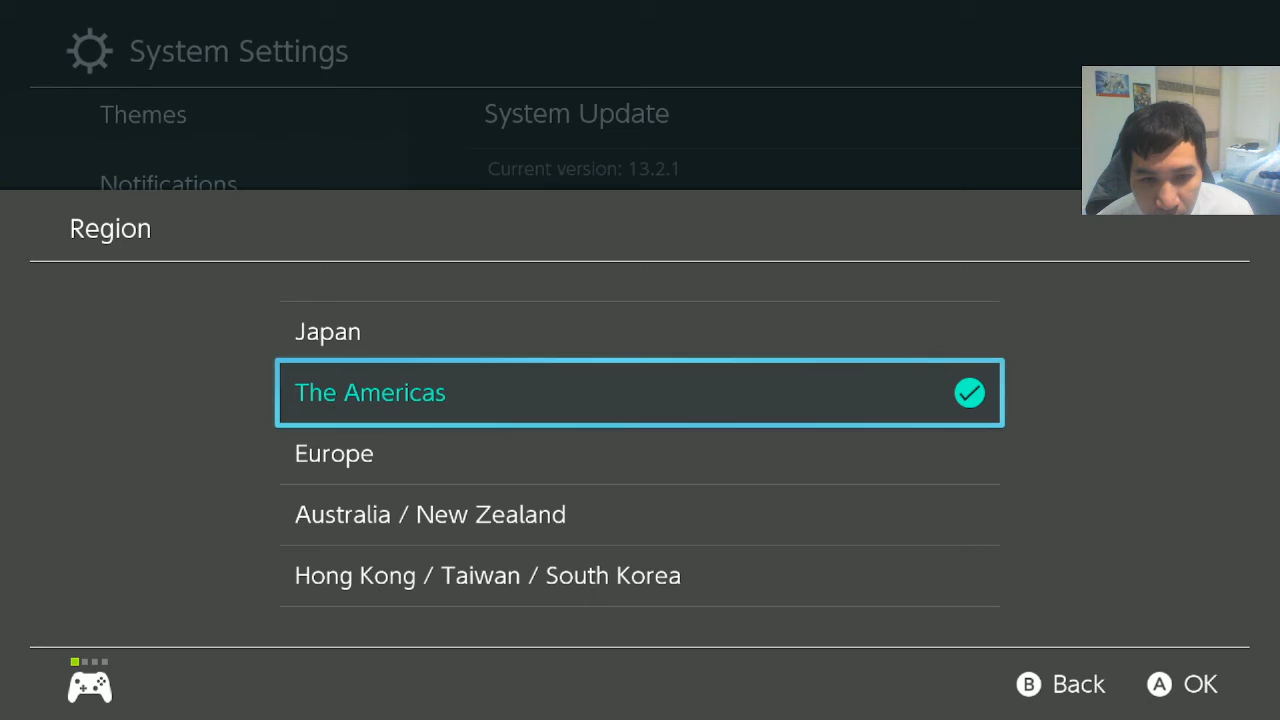 System Settings
Themes
System Update
Current version: 13.2.1
Notifications
Region
Japan
The Americas
Europe
Australia / New Zealand
Hong Kong / Taiwan / South Korea
B Back
A OK